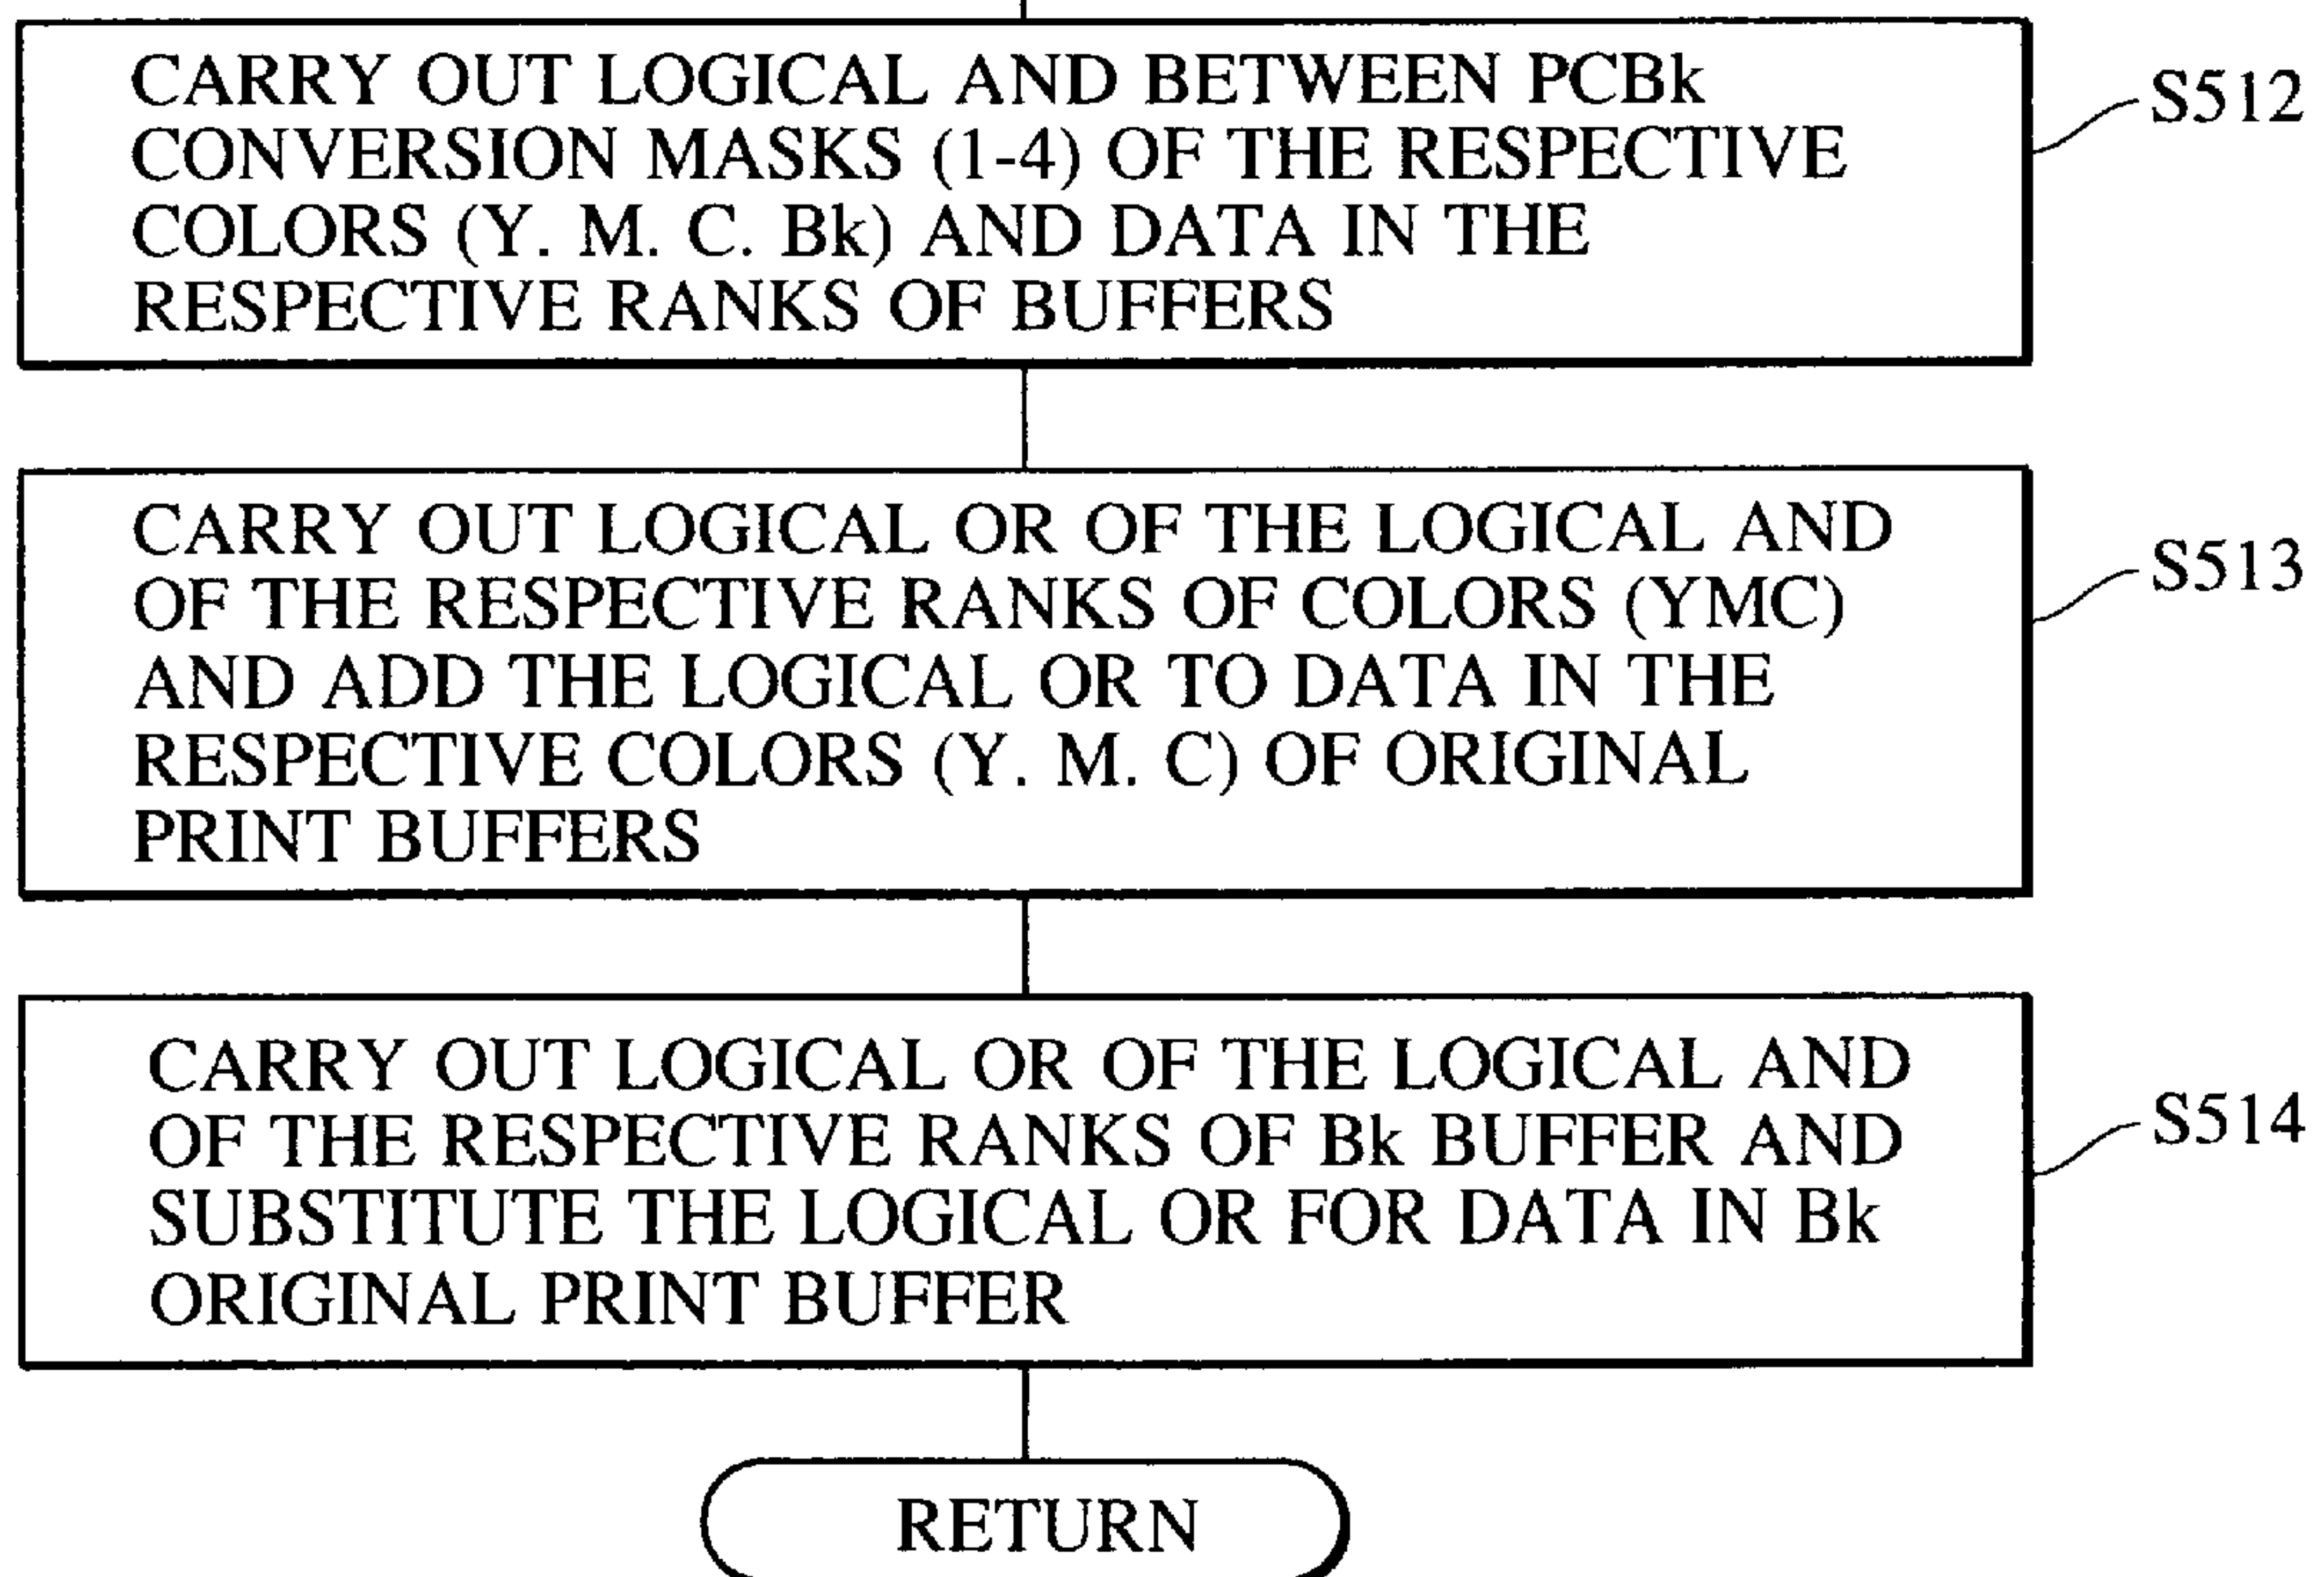 CARRY OUT LOGICAL AND BETWEEN PCBk
CONVERSION MASKS (1-4) OF THE RESPECTIVE
COLORS (Y. M. C. Bk) AND DATA IN THE
RESPECTIVE RANKS OF BUFFERS
S512
CARRY OUT LOGICAL OR OF THE LOGICAL AND
OF THE RESPECTIVE RANKS OF COLORS (YMC)
AND ADD THE LOGICAL OR TO DATA IN THE
RESPECTIVE COLORS (Y. M. C) OF ORIGINAL
PRINT BUFFERS
S513
CARRY OUT LOGICAL OR OF THE LOGICAL AND
OF THE RESPECTIVE RANKS OF Bk BUFFER AND
SUBSTITUTE THE LOGICAL OR FOR DATA IN Bk
ORIGINAL PRINT BUFFER
S514
RETURN